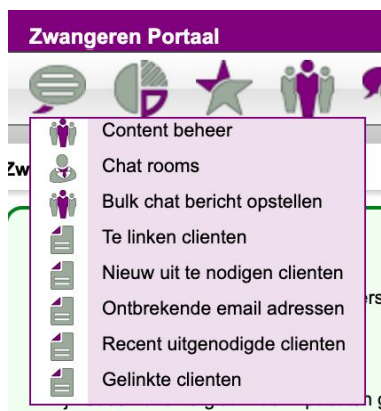 Zwangeren Portaal
Content beheer
Zw
Chat rooms
Bulk chat bericht opstellen
Te linken clienten
Nieuw uit te nodigen clienten
Ontbrekende email adressen
Recent uitgenodigde clienten
Gelinkte clienten